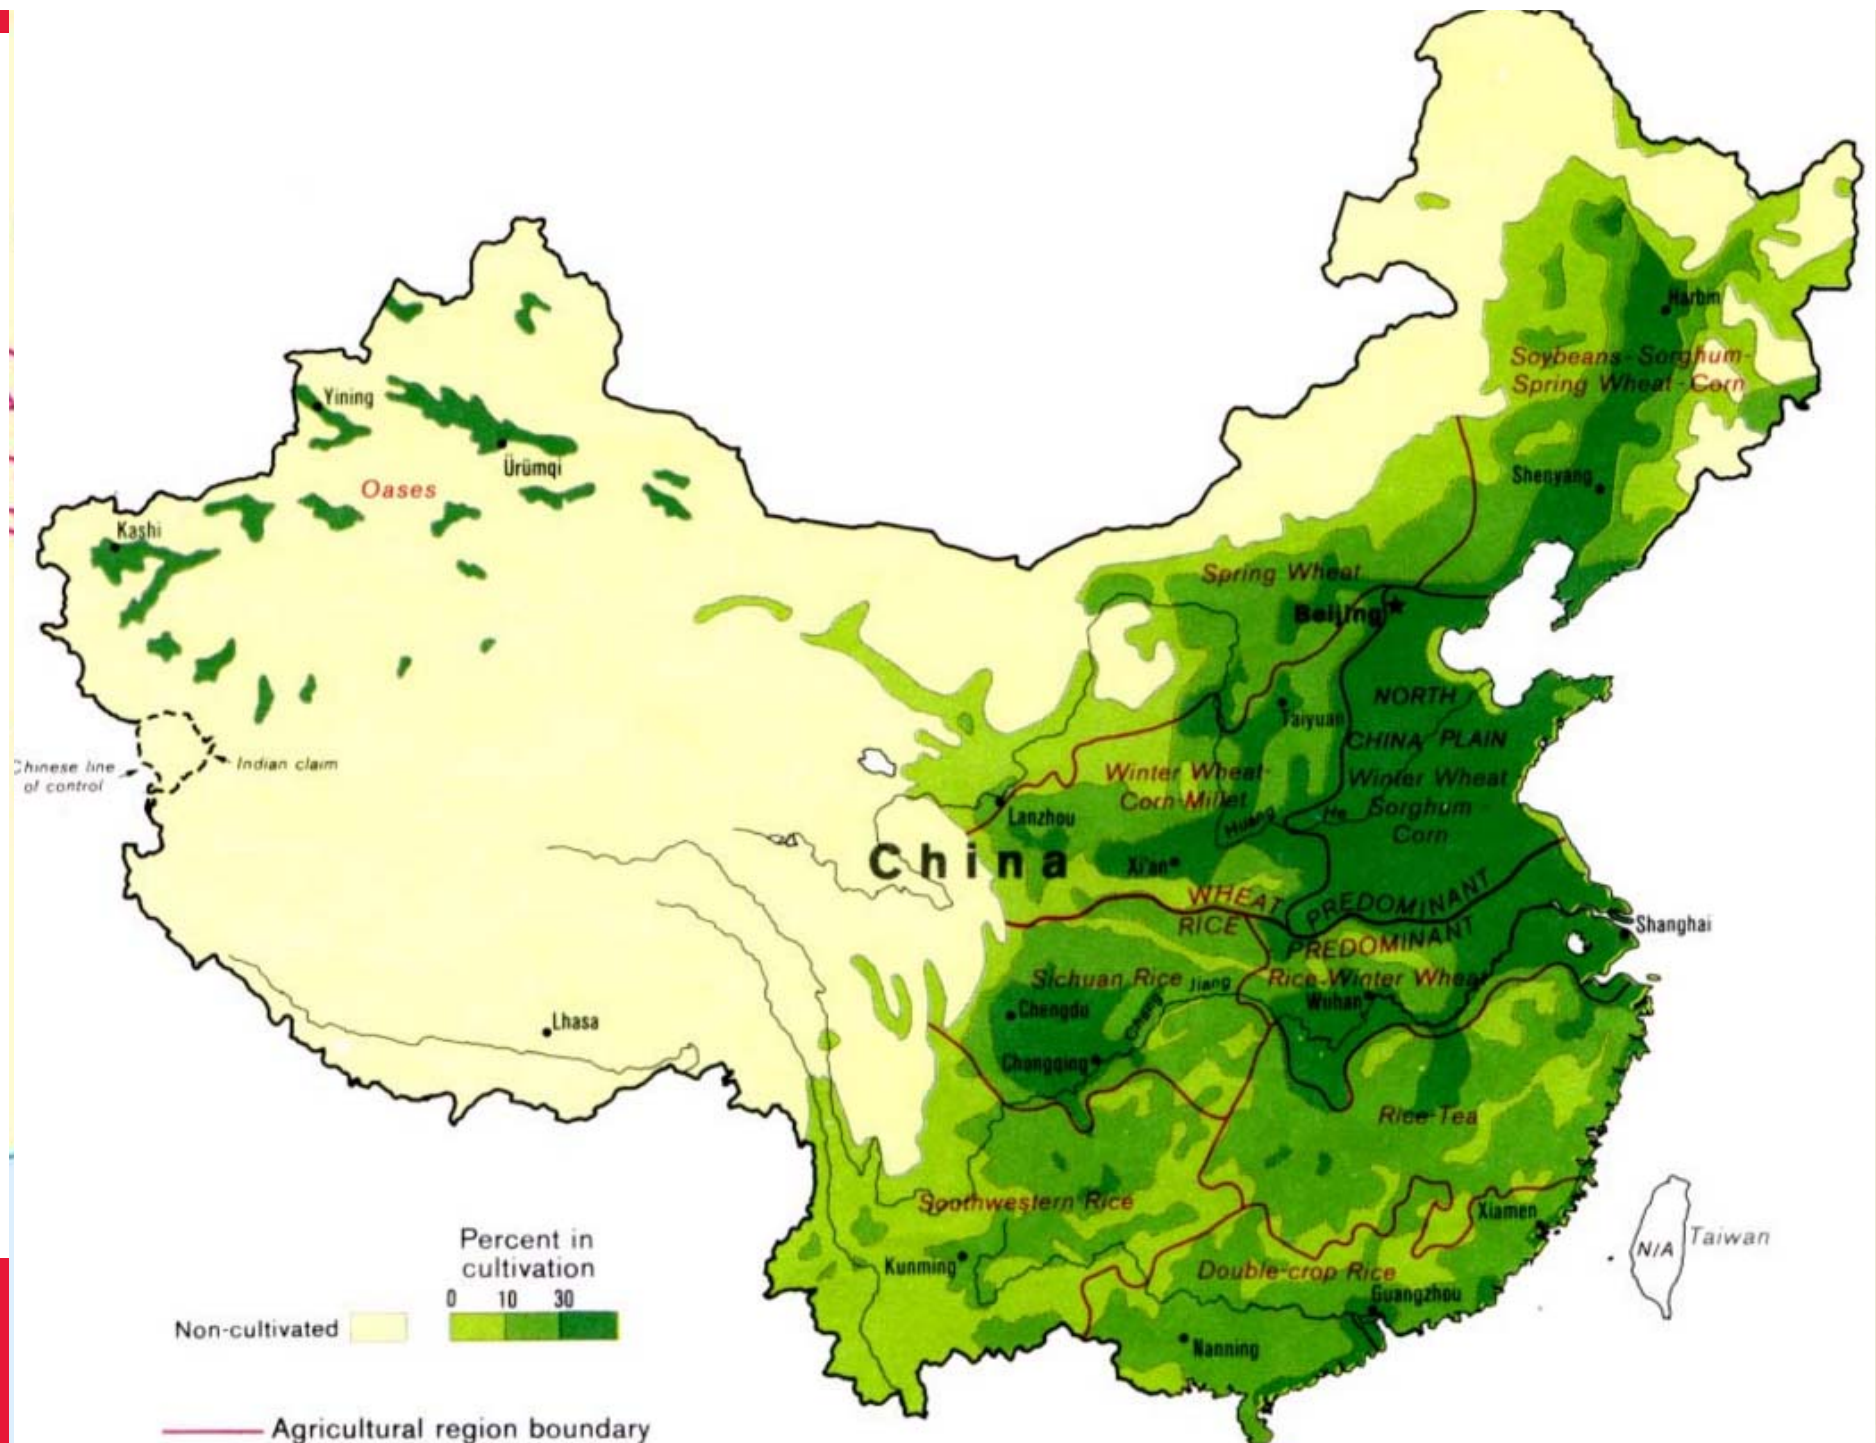 Harbin
Soybeans-Sorghum-
Spring Wheat-Corn
Yining
Ürümqi
Shenyang
Oases
Kashi
Spring Wheat
Beijing
NORTH
Taiyuan
CHINA PLAIN
Chinese line
of control
Indian claim
Winter Wheat-
Corn-Millet
Winter Wheat
Sorghum
Corn
Lanzhou
Huang
He
China
Xi'an
WHEAT
PREDOMINANT
RICE
PREDOMINANT
Shanghai
Sichuan Rice
Jiang
Rice-Winter Wheat
Wuhan
Chengdu
Chang
Lhasa
Changqing
Rice-Tea
Southwestern Rice
Xiamen
Taiwan
N/A
Percent in
cultivation
Kunming
Double-crop Rice
Guangzhou
0 10 30
Non-cultivated
Nanning
Agricultural region boundary